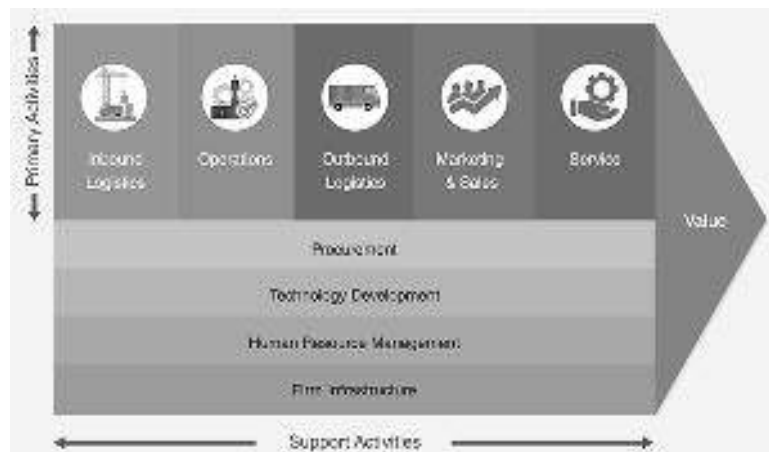 Primary Activities
Inbound
Logistics
Operations
Outbound
Logistics
Marketing
& Sales
Service
Value
Procurement
Technology Development
Human Resource Management
Firm Infrastructure
Support Activities